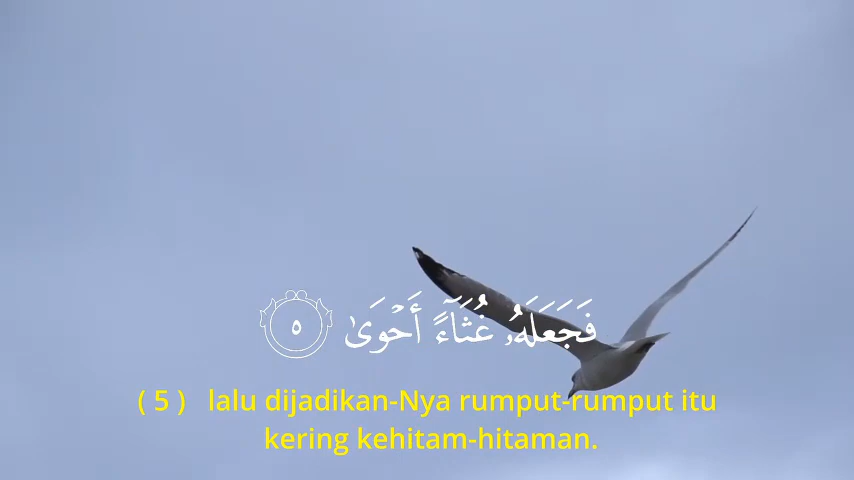 فَجَعَلَهُۥ غُثَآءً أَحْوَىٰ ٥
( 5 ) lalu dijadikan-Nya rumput-rumput itu
kering kehitam-hitaman.